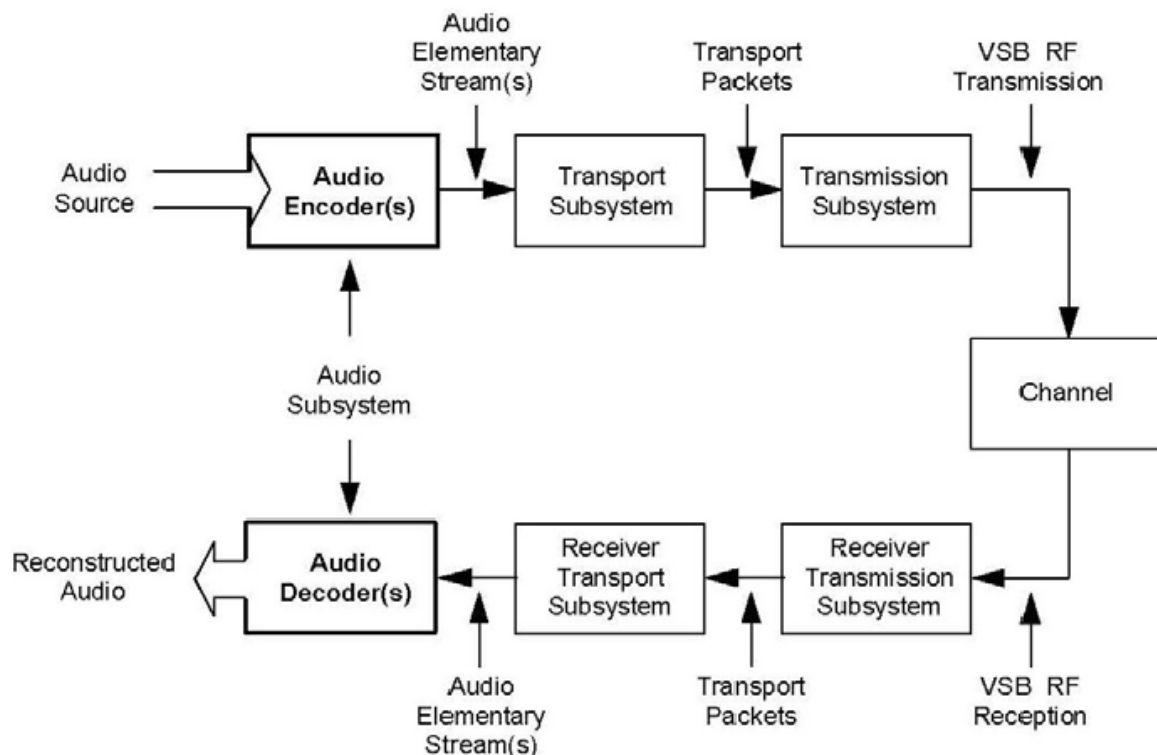 Audio
Elementary
Stream(s)
Transport
Packets
VSB RF
Transmission
Audio
Source
Audio
Encoder(s)
Transport
Subsystem
Transmission
Subsystem
Audio
Subsystem
Channel
Reconstructed
Audio
Audio
Decoder(s)
Receiver
Transport
Subsystem
Receiver
Transmission
Subsystem
Audio
Elementary
Stream(s)
Transport
Packets
VSB RF
Reception